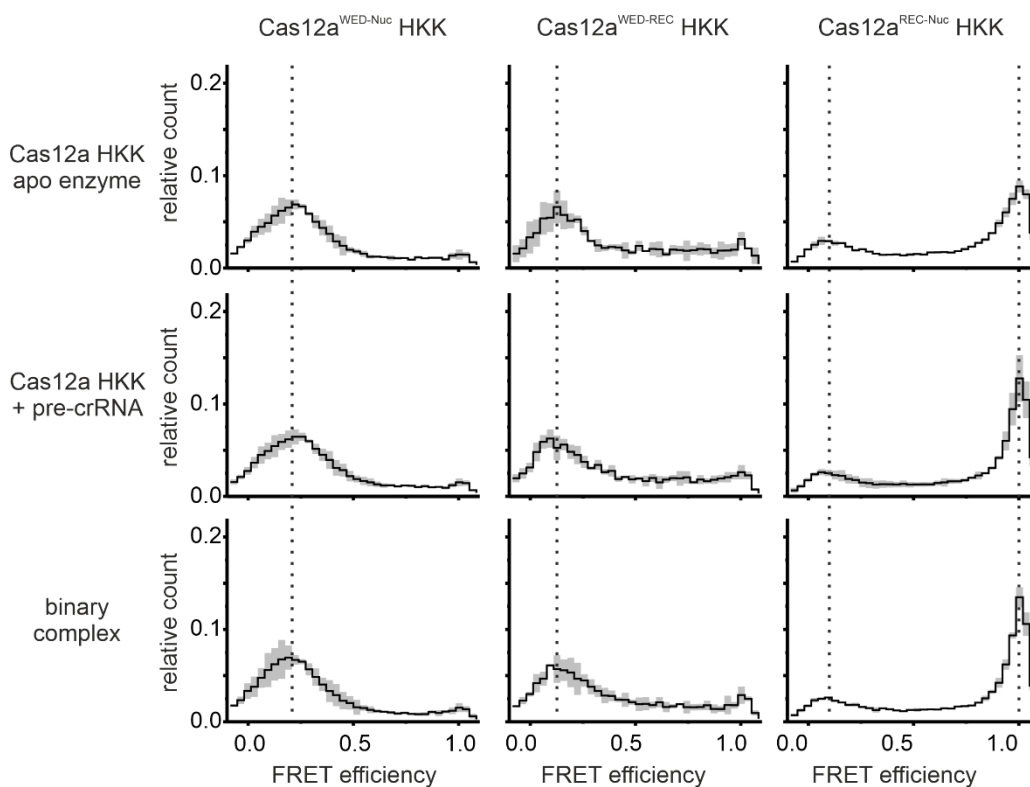 Cas12a^WED-Nuc HKK
Cas12a^WED-REC HKK
Cas12a^REC-Nuc HKK
Cas12a HKK
apo enzyme
relative count
0.2
0.1
0.0
Cas12a HKK
+ pre-crRNA
relative count
0.2
0.1
0.0
binary
complex
relative count
0.2
0.1
0.0
0.0 0.5 1.0
0.0 0.5 1.0
0.0 0.5 1.0
FRET efficiency
FRET efficiency
FRET efficiency